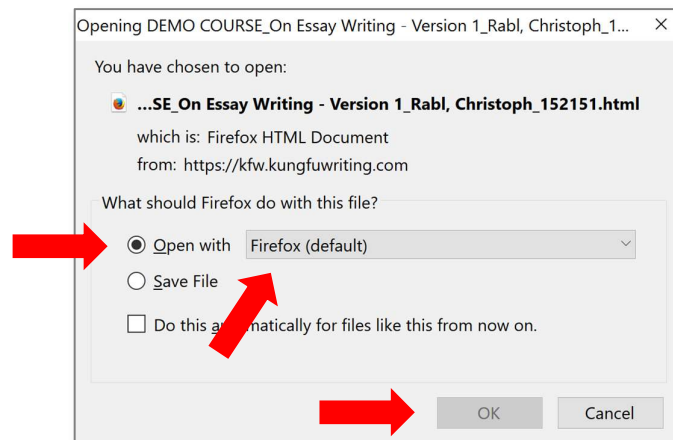 Opening DEMO COURSE_On Essay Writing - Version 1_Rabl, Christoph_1...
You have chosen to open:
...SE_On Essay Writing - Version 1_Rabl, Christoph_152151.html
which is: Firefox HTML Document
from: https://kfw.kungfuwriting.com
What should Firefox do with this file?
Open with Firefox (default)
Save File
Do this matically for files like this from now on.
OK Cancel